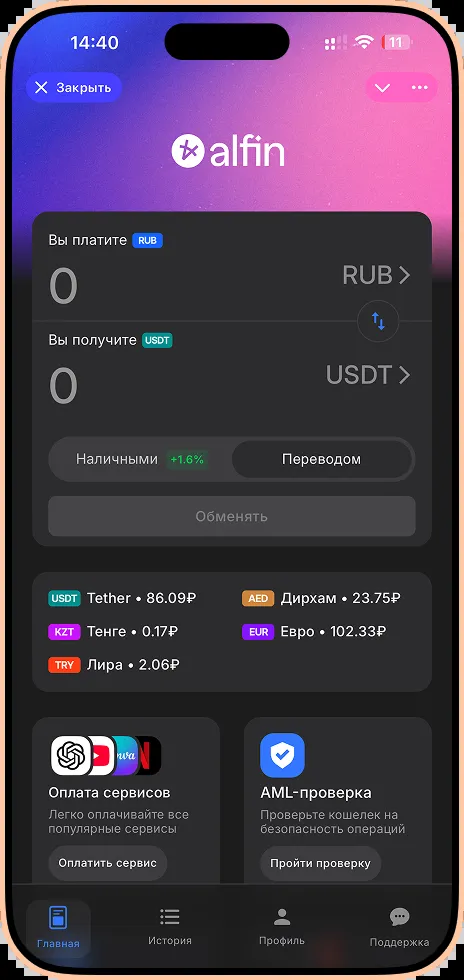 14:40
11
Закрыть
alfin
Вы платите RUB
0 RUB
Вы получите USDT
0 USDT
Наличными +1.6% Переводом
Обменять
USDT Tether • 86.09₽ AED Дирхам • 23.75₽
KZT Тенге • 0.17₽ EUR Евро • 102.33₽
TRY Лира • 2.06₽
nva N
Оплата сервисов
Легко оплачивайте все
популярные сервисы
Оплатить сервис
AML-проверка
Проверьте кошелек на
безопасность операций
Пройти проверку
Главная История Профиль Поддержка